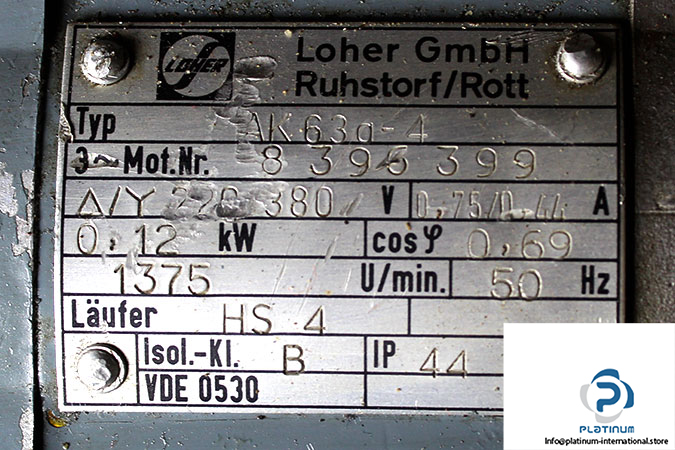 LOHER
Loher GmbH
Ruhstorf/Rott
Typ AK 63a-4
3~ Mot.Nr. 8 395 399
Δ/Y 220/380 V 0,75/0,44 A
0,12 kW cosφ 0,69
1375 U/min. 50 Hz
Läufer HS 4
Isol.-Kl. B IP 44
VDE 0530
PLATINUM
Info@platinum-international.store